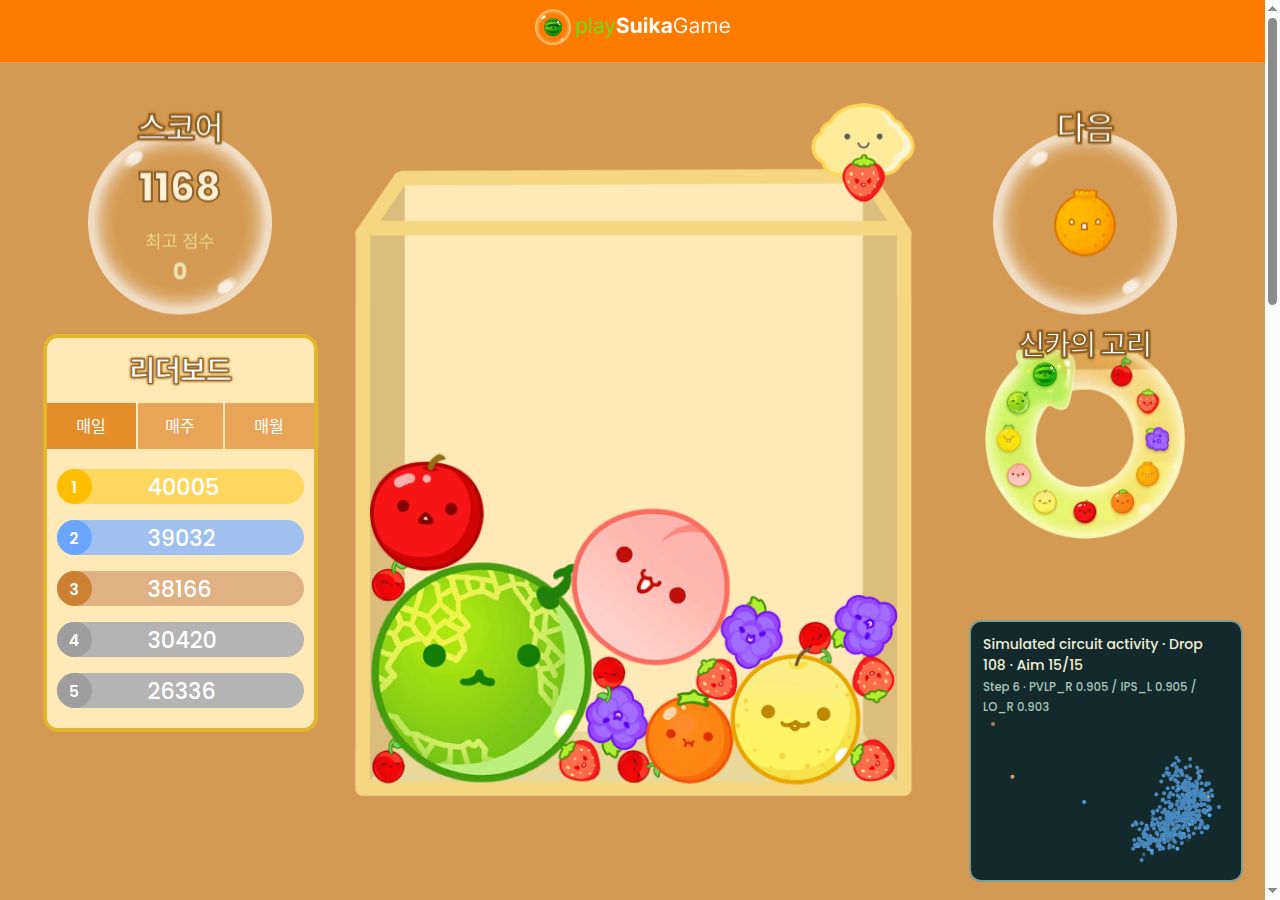 playSuikaGame
스코어
1168
최고 점수
0
다음
신카의 고리
리더보드
매일
매주
매월
1 40005
2 39032
3 38166
4 30420
5 26336
Simulated circuit activity · Drop
108 · Aim 15/15
Step 6 · PVLP_R 0.905 / IPS_L 0.905 /
LO_R 0.903